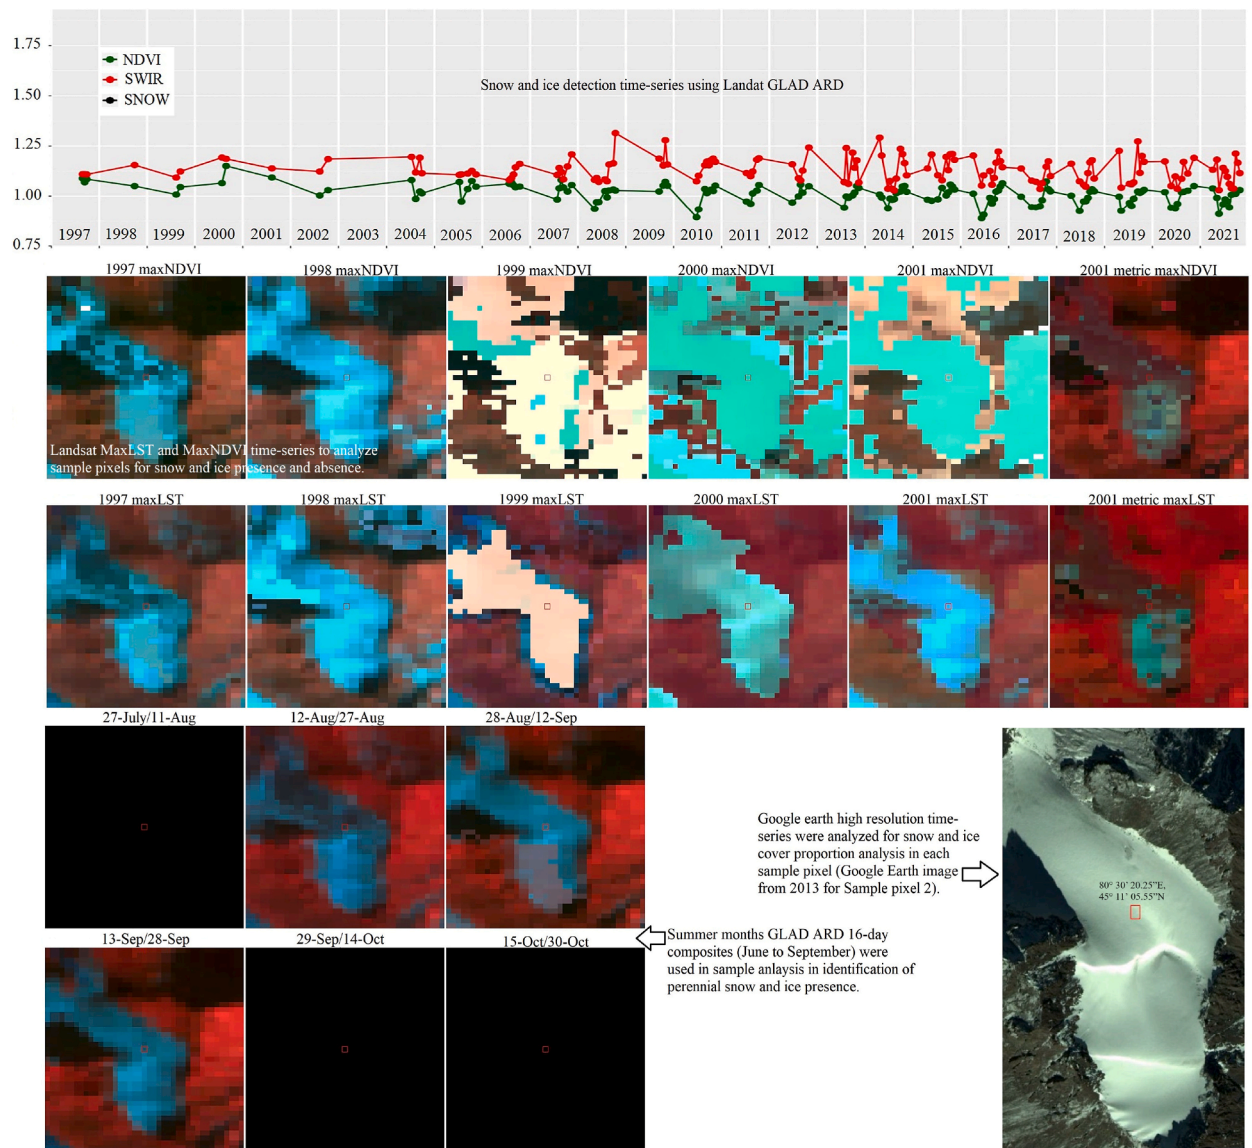 1.75
1.50
1.25
1.00
0.75
NDVI
SWIR
SNOW
Snow and ice detection time-series using Landat GLAD ARD
1997 1998 1999 2000 2001 2002 2003 2004 2005 2006 2007 2008 2009 2010 2011 2012 2013 2014 2015 2016 2017 2018 2019 2020 2021
1997 maxNDVI 1998 maxNDVI 1999 maxNDVI 2000 maxNDVI 2001 maxNDVI 2001 metric maxNDVI
Landsat MaxLST and MaxNDVI time-series to analyze
sample pixels for snow and ice presence and absence.
1997 maxLST 1998 maxLST 1999 maxLST 2000 maxLST 2001 maxLST 2001 metric maxLST
27-July/11-Aug 12-Aug/27-Aug 28-Aug/12-Sep
Google earth high resolution time-
series were analyzed for snow and ice
cover proportion analysis in each
sample pixel (Google Earth image
from 2013 for Sample pixel 2).
80° 30' 20.25"E,
45° 11' 05.55"N
13-Sep/28-Sep 29-Sep/14-Oct 15-Oct/30-Oct
Summer months GLAD ARD 16-day
composites (June to September) were
used in sample anlaysis in identification of
perennial snow and ice presence.